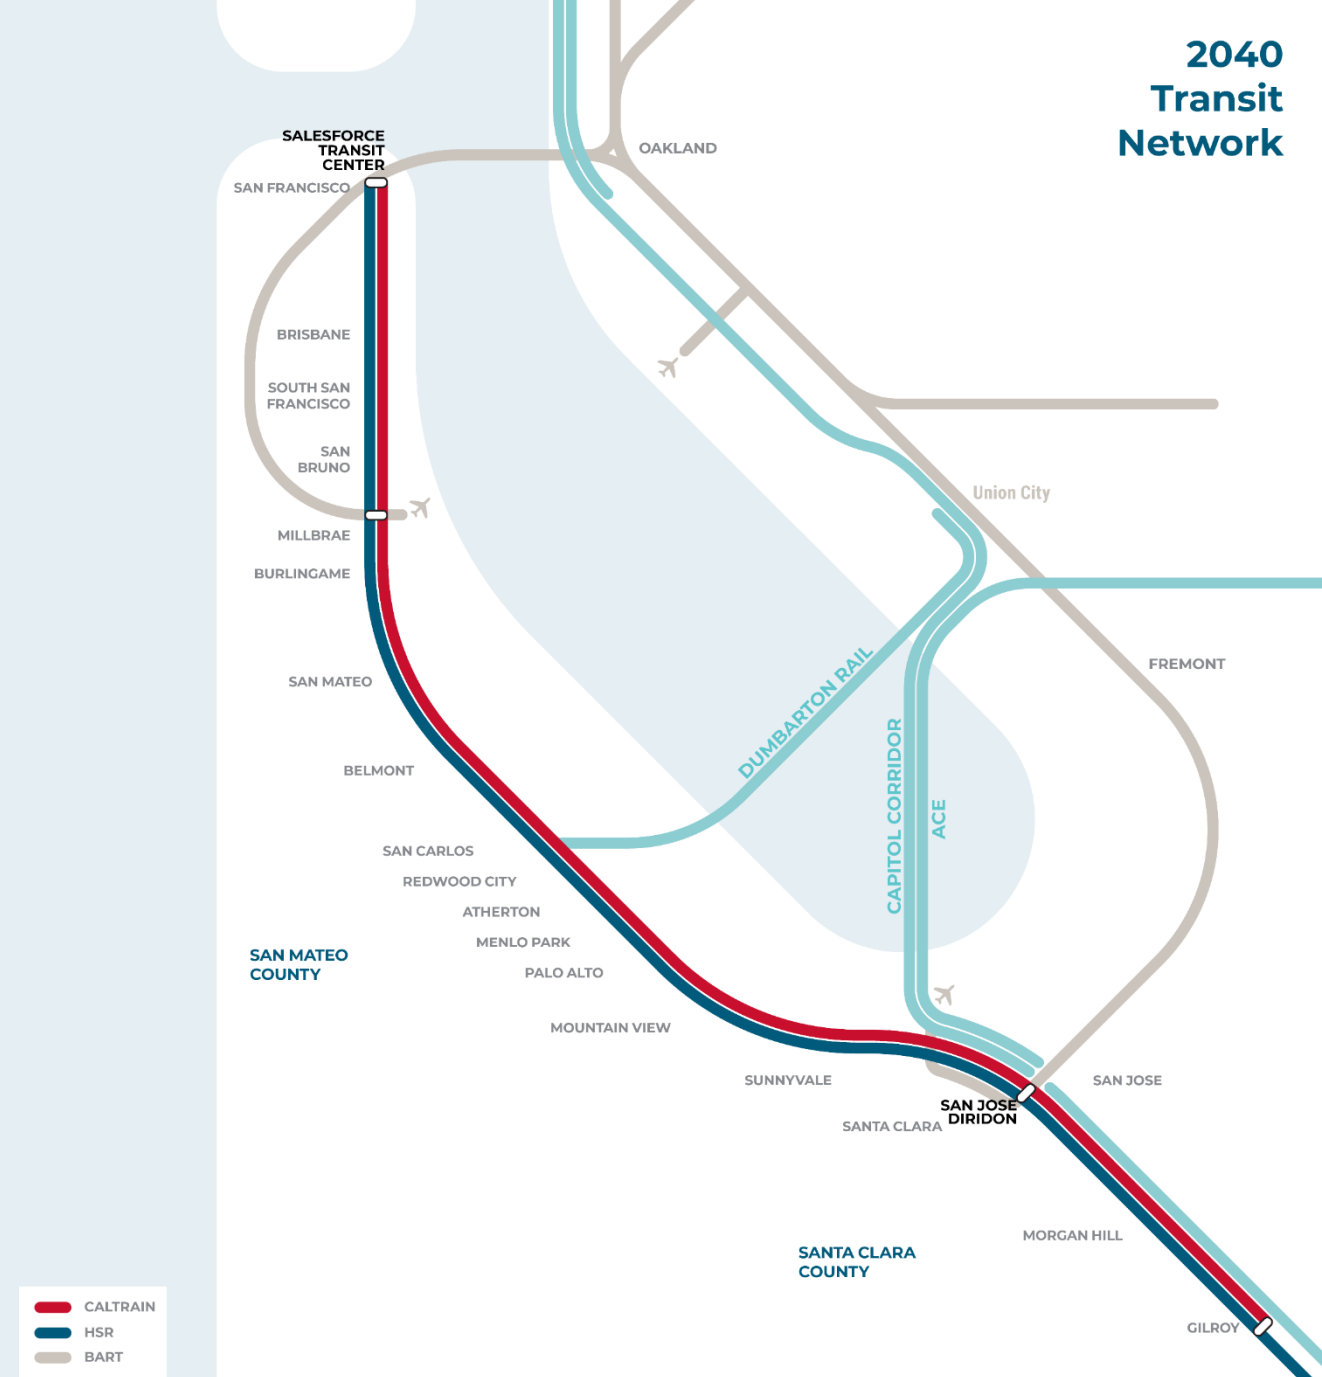 2040
Transit
Network
SALESFORCE
TRANSIT
CENTER
OAKLAND
SAN FRANCISCO
BRISBANE
SOUTH SAN
FRANCISCO
SAN
BRUNO
Union City
MILLBRAE
BURLINGAME
FREMONT
SAN MATEO
DUMBARTON RAIL
BELMONT
CAPITOL CORRIDOR
ACE
SAN CARLOS
REDWOOD CITY
ATHERTON
MENLO PARK
SAN MATEO
COUNTY
PALO ALTO
MOUNTAIN VIEW
SUNNYVALE
SAN JOSE
SAN JOSE
DIRIDON
SANTA CLARA
MORGAN HILL
SANTA CLARA
COUNTY
GILROY
CALTRAIN
HSR
BART